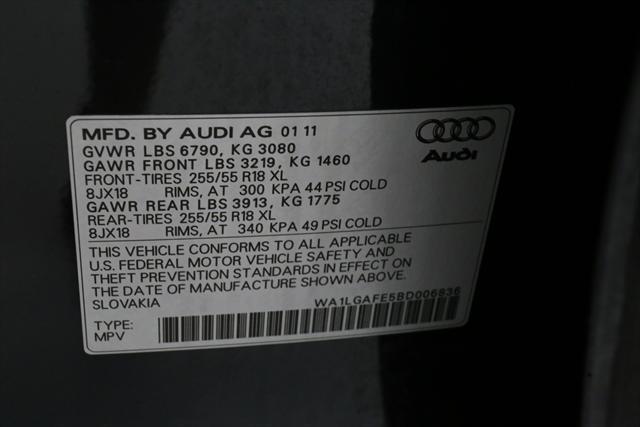 MFD. BY AUDI AG 01 11
GVWR LBS 6790, KG 3080
GAWR FRONT LBS 3219, KG 1460
FRONT-TIRES 255/55 R18 XL
8JX18 RIMS, AT 300 KPA 44 PSI COLD
GAWR REAR LBS 3913, KG 1775
REAR-TIRES 255/55 R18 XL
8JX18 RIMS, AT 340 KPA 49 PSI COLD
Audi
THIS VEHICLE CONFORMS TO ALL APPLICABLE
U.S. FEDERAL MOTOR VEHICLE SAFETY AND
THEFT PREVENTION STANDARDS IN EFFECT ON
THE DATE OF MANUFACTURE SHOWN ABOVE.
SLOVAKIA WA1LGAFE5BD006836
TYPE:
MPV